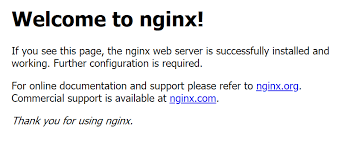 Welcome to nginx!
If you see this page, the nginx web server is successfully installed and
working. Further configuration is required.
For online documentation and support please refer to nginx.org.
Commercial support is available at nginx.com.
Thank you for using nginx.